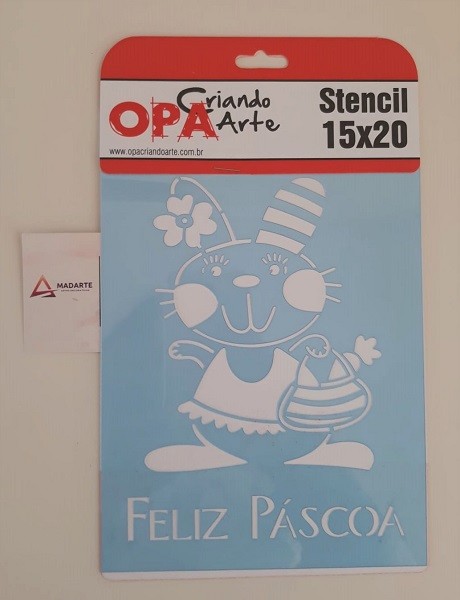 OPA Criando Arte
www.opacriandoarte.com.br
Stencil
15x20
MADARTE
FELIZ PÁSCOA